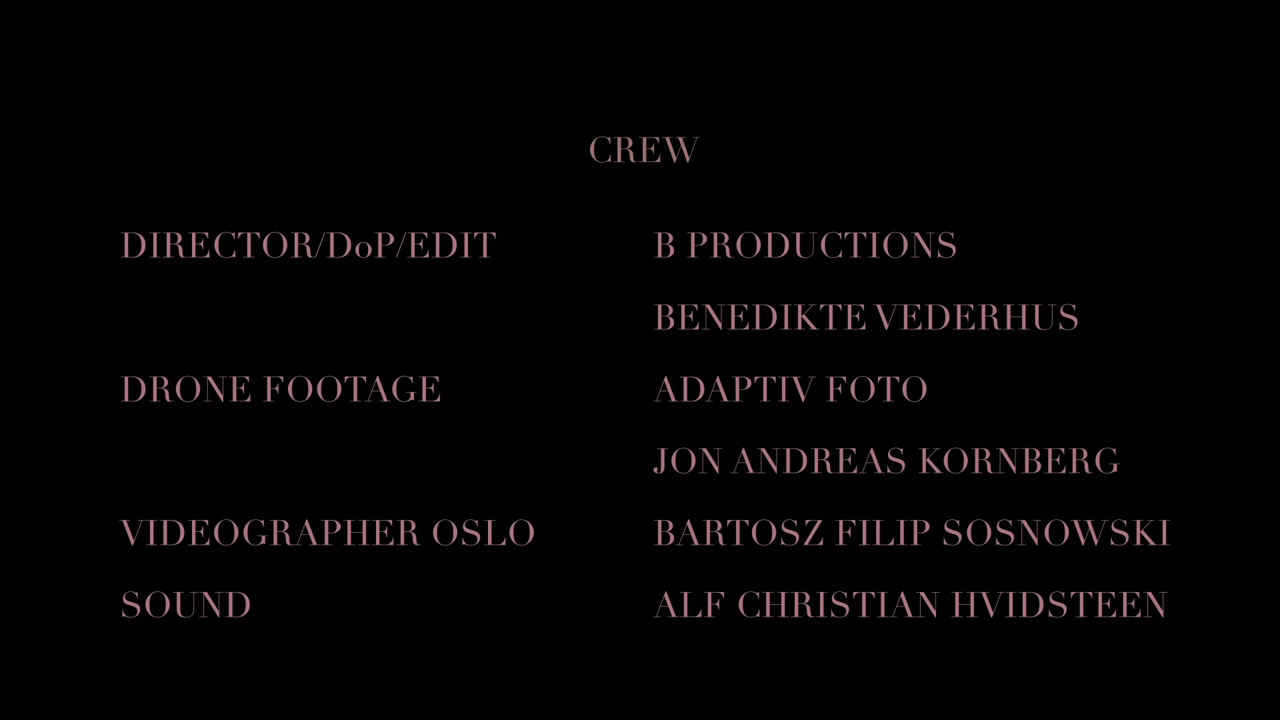 CREW
DIRECTOR/DoP/EDIT B PRODUCTIONS
BENEDIKTE VEDERHUS
DRONE FOOTAGE ADAPTIV FOTO
JON ANDREAS KORNBERG
VIDEOGRAPHER OSLO BARTOSZ FILIP SOSNOWSKI
SOUND ALF CHRISTIAN HVIDSTEEN